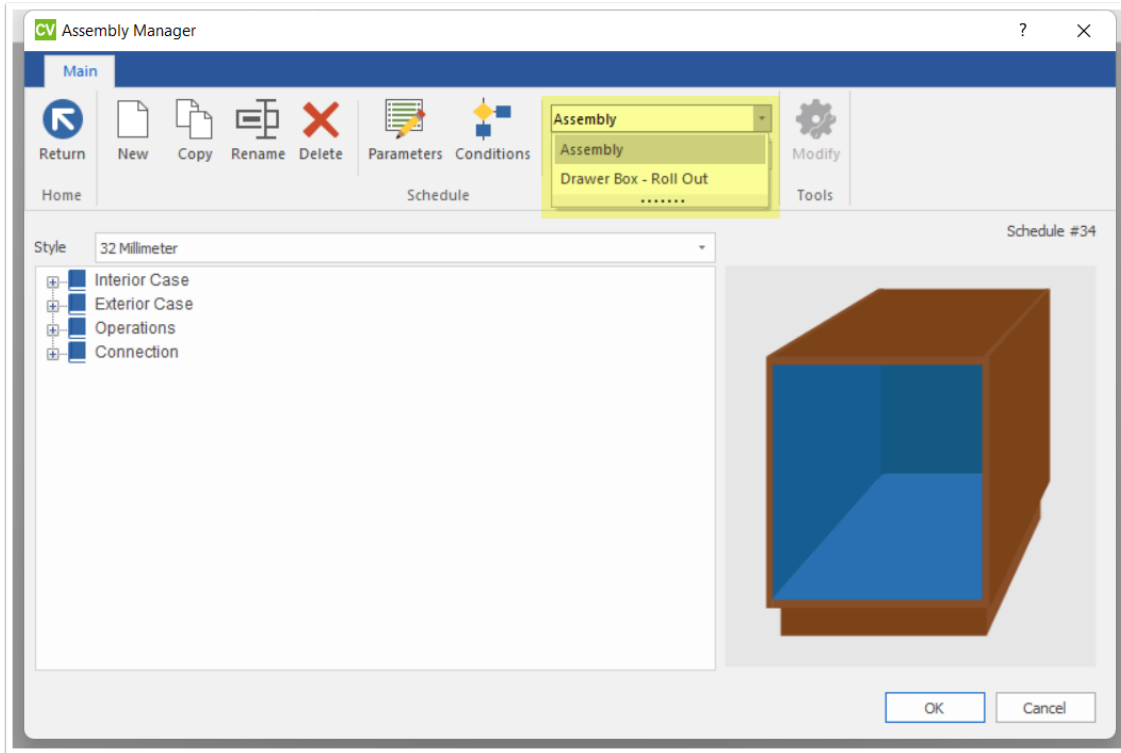 CV Assembly Manager
?
Main
Return
New
Copy
Rename
Delete
Parameters
Conditions
Assembly
Assembly
Drawer Box - Roll Out
Modify
Home
Schedule
Tools
Schedule #34
Style
32 Millimeter
Interior Case
Exterior Case
Operations
Connection
OK
Cancel